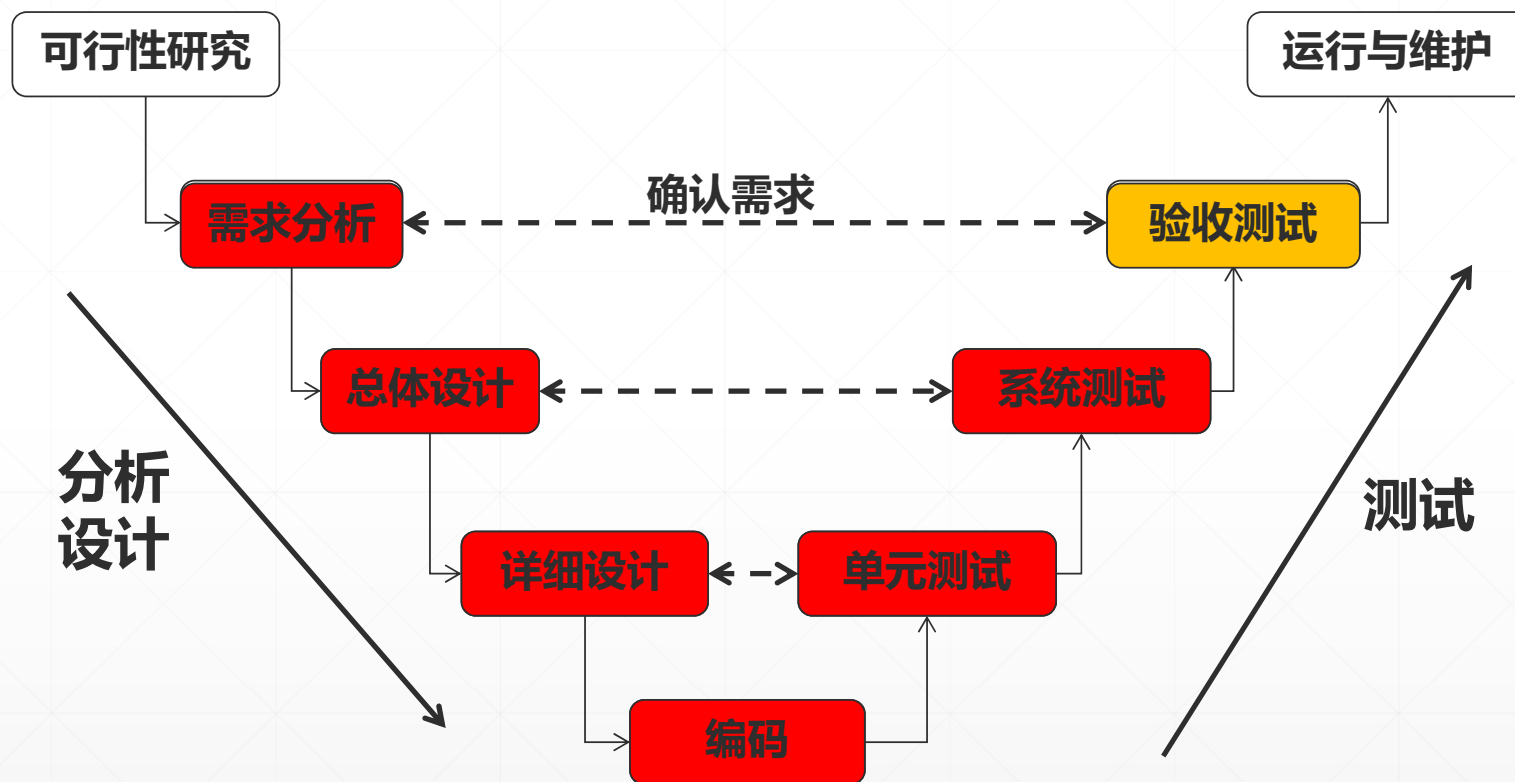 可行性研究
运行与维护
确认需求
需求分析
验收测试
总体设计
系统测试
分析
设计
测试
详细设计
单元测试
编码